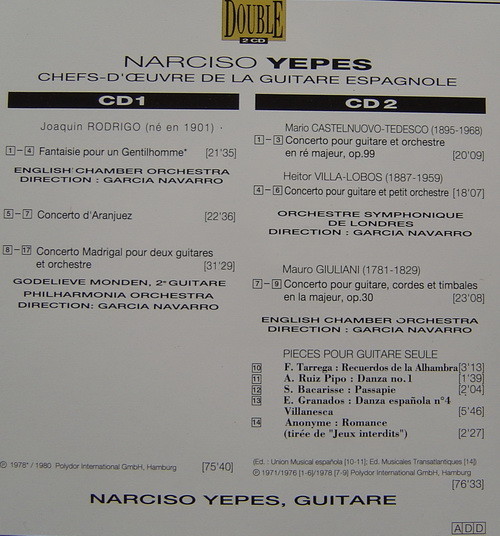 DOUBLE
2 CD
NARCISO YEPES
CHEFS-D'ŒUVRE DE LA GUITARE ESPAGNOLE
CD 1
Joaquin RODRIGO (né en 1901)
1 - 4 Fantaisie pour un Gentilhomme* [21'35]
ENGLISH CHAMBER ORCHESTRA
DIRECTION : GARCIA NAVARRO
5 - 7 Concerto d'Aranjuez [22'36]
8 - 17 Concerto Madrigal pour deux guitares
et orchestre [31'29]
GODELIEVE MONDEN, 2e GUITARE
PHILHARMONIA ORCHESTRA
DIRECTION: GARCIA NAVARRO
℗ 1978* / 1980 Polydor International GmbH, Hamburg [75'40]
CD 2
Mario CASTELNUOVO-TEDESCO (1895-1968)
1 - 3 Concerto pour guitare et orchestre
en ré majeur, op.99 [20'09]
Heitor VILLA-LOBOS (1887-1959)
4 - 6 Concerto pour guitare et petit orchestre [18'07]
ORCHESTRE SYMPHONIQUE
DE LONDRES
DIRECTION : GARCIA NAVARRO
Mauro GIULIANI (1781-1829)
7 - 9 Concerto pour guitare, cordes et timbales
en la majeur, op.30 [23'08]
ENGLISH CHAMBER ORCHESTRA
DIRECTION : GARCIA NAVARRO
PIECES POUR GUITARE SEULE
10 F. Tarrega : Recuerdos de la Alhambra [3'13]
11 A. Ruiz Pipo : Danza no.1 [1'39]
12 S. Bacarisse : Passapie [2'04]
13 E. Granados : Danza española n°4
Villanesca [5'46]
14 Anonyme : Romance
(tirée de "Jeux interdits") [2'27]
(Ed. : Union Musical española [10-11]; Ed. Musicales Transatlantiques [14])
℗ 1971/1976 [1-6]/1978 [7-9] Polydor International GmbH, Hamburg
[76'33]
NARCISO YEPES, GUITARE
ADD